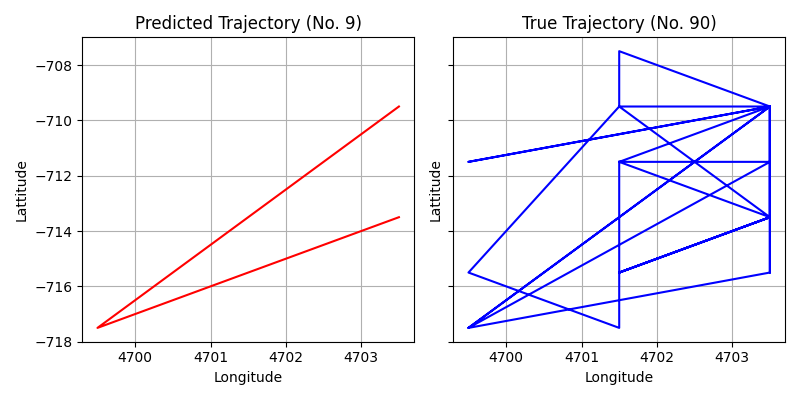 Predicted Trajectory (No. 9)
True Trajectory (No. 90)
−708
−710
−712
−714
−716
−718
Lattitude
Lattitude
4700
4701
4702
4703
4700
4701
4702
4703
Longitude
Longitude